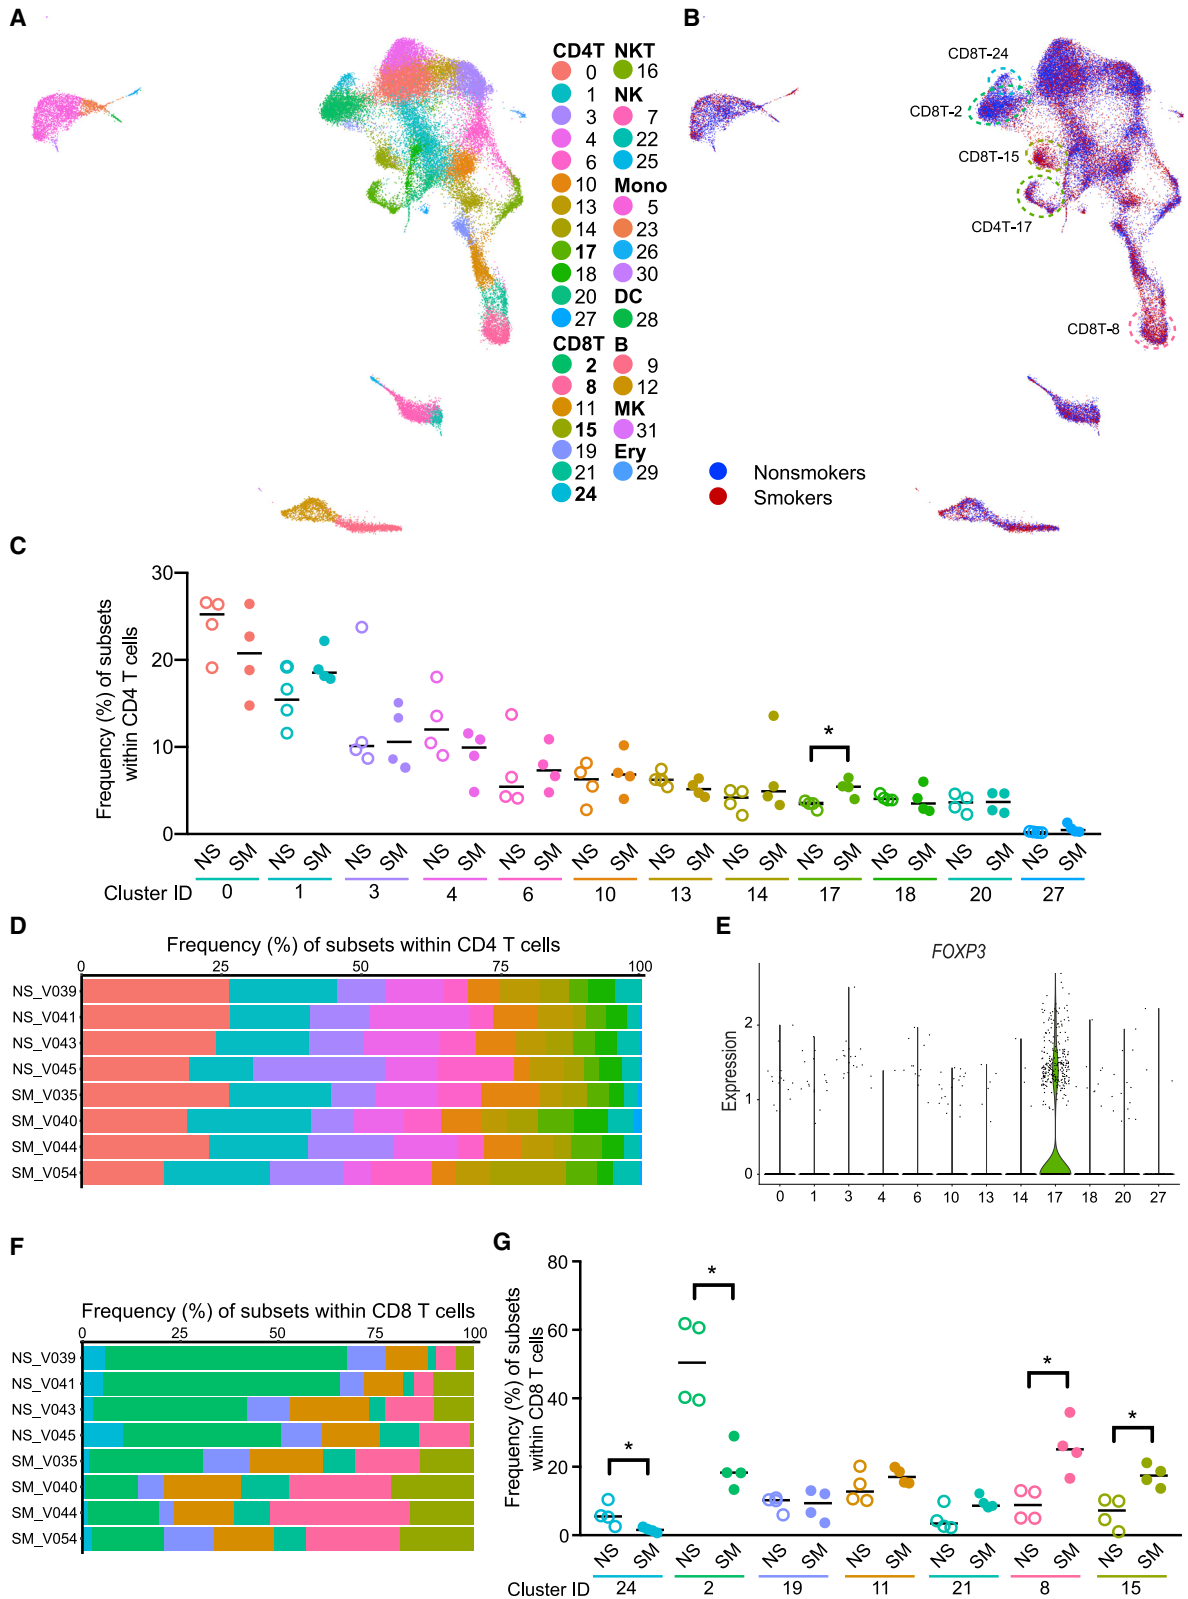 A
B
CD4T NKT
0 16
1 NK
3 7
4 22
6 25
10 Mono
13 5
14 23
17 26
18 30
20 DC
27 28
CD8T B
2 9
8 12
11 MK
15 31
19 Ery
21 29
24
CD8T-24
CD8T-2
CD8T-15
CD4T-17
CD8T-8
Nonsmokers
Smokers
C
Frequency (%) of subsets
within CD4 T cells
30
20
10
0
NS SM NS SM NS SM NS SM NS SM NS SM NS SM NS SM NS SM NS SM NS SM NS SM
*
Cluster ID 0 1 3 4 6 10 13 14 17 18 20 27
D
Frequency (%) of subsets within CD4 T cells
0 25 50 75 100
NS_V039
NS_V041
NS_V043
NS_V045
SM_V035
SM_V040
SM_V044
SM_V054
E
FOXP3
Expression
2
1
0
0 1 3 4 6 10 13 14 17 18 20 27
F
Frequency (%) of subsets within CD8 T cells
0 25 50 75 100
NS_V039
NS_V041
NS_V043
NS_V045
SM_V035
SM_V040
SM_V044
SM_V054
G
Frequency (%) of subsets
within CD8 T cells
80
60
40
20
0
* * * *
NS SM NS SM NS SM NS SM NS SM NS SM NS SM
Cluster ID 24 2 19 11 21 8 15